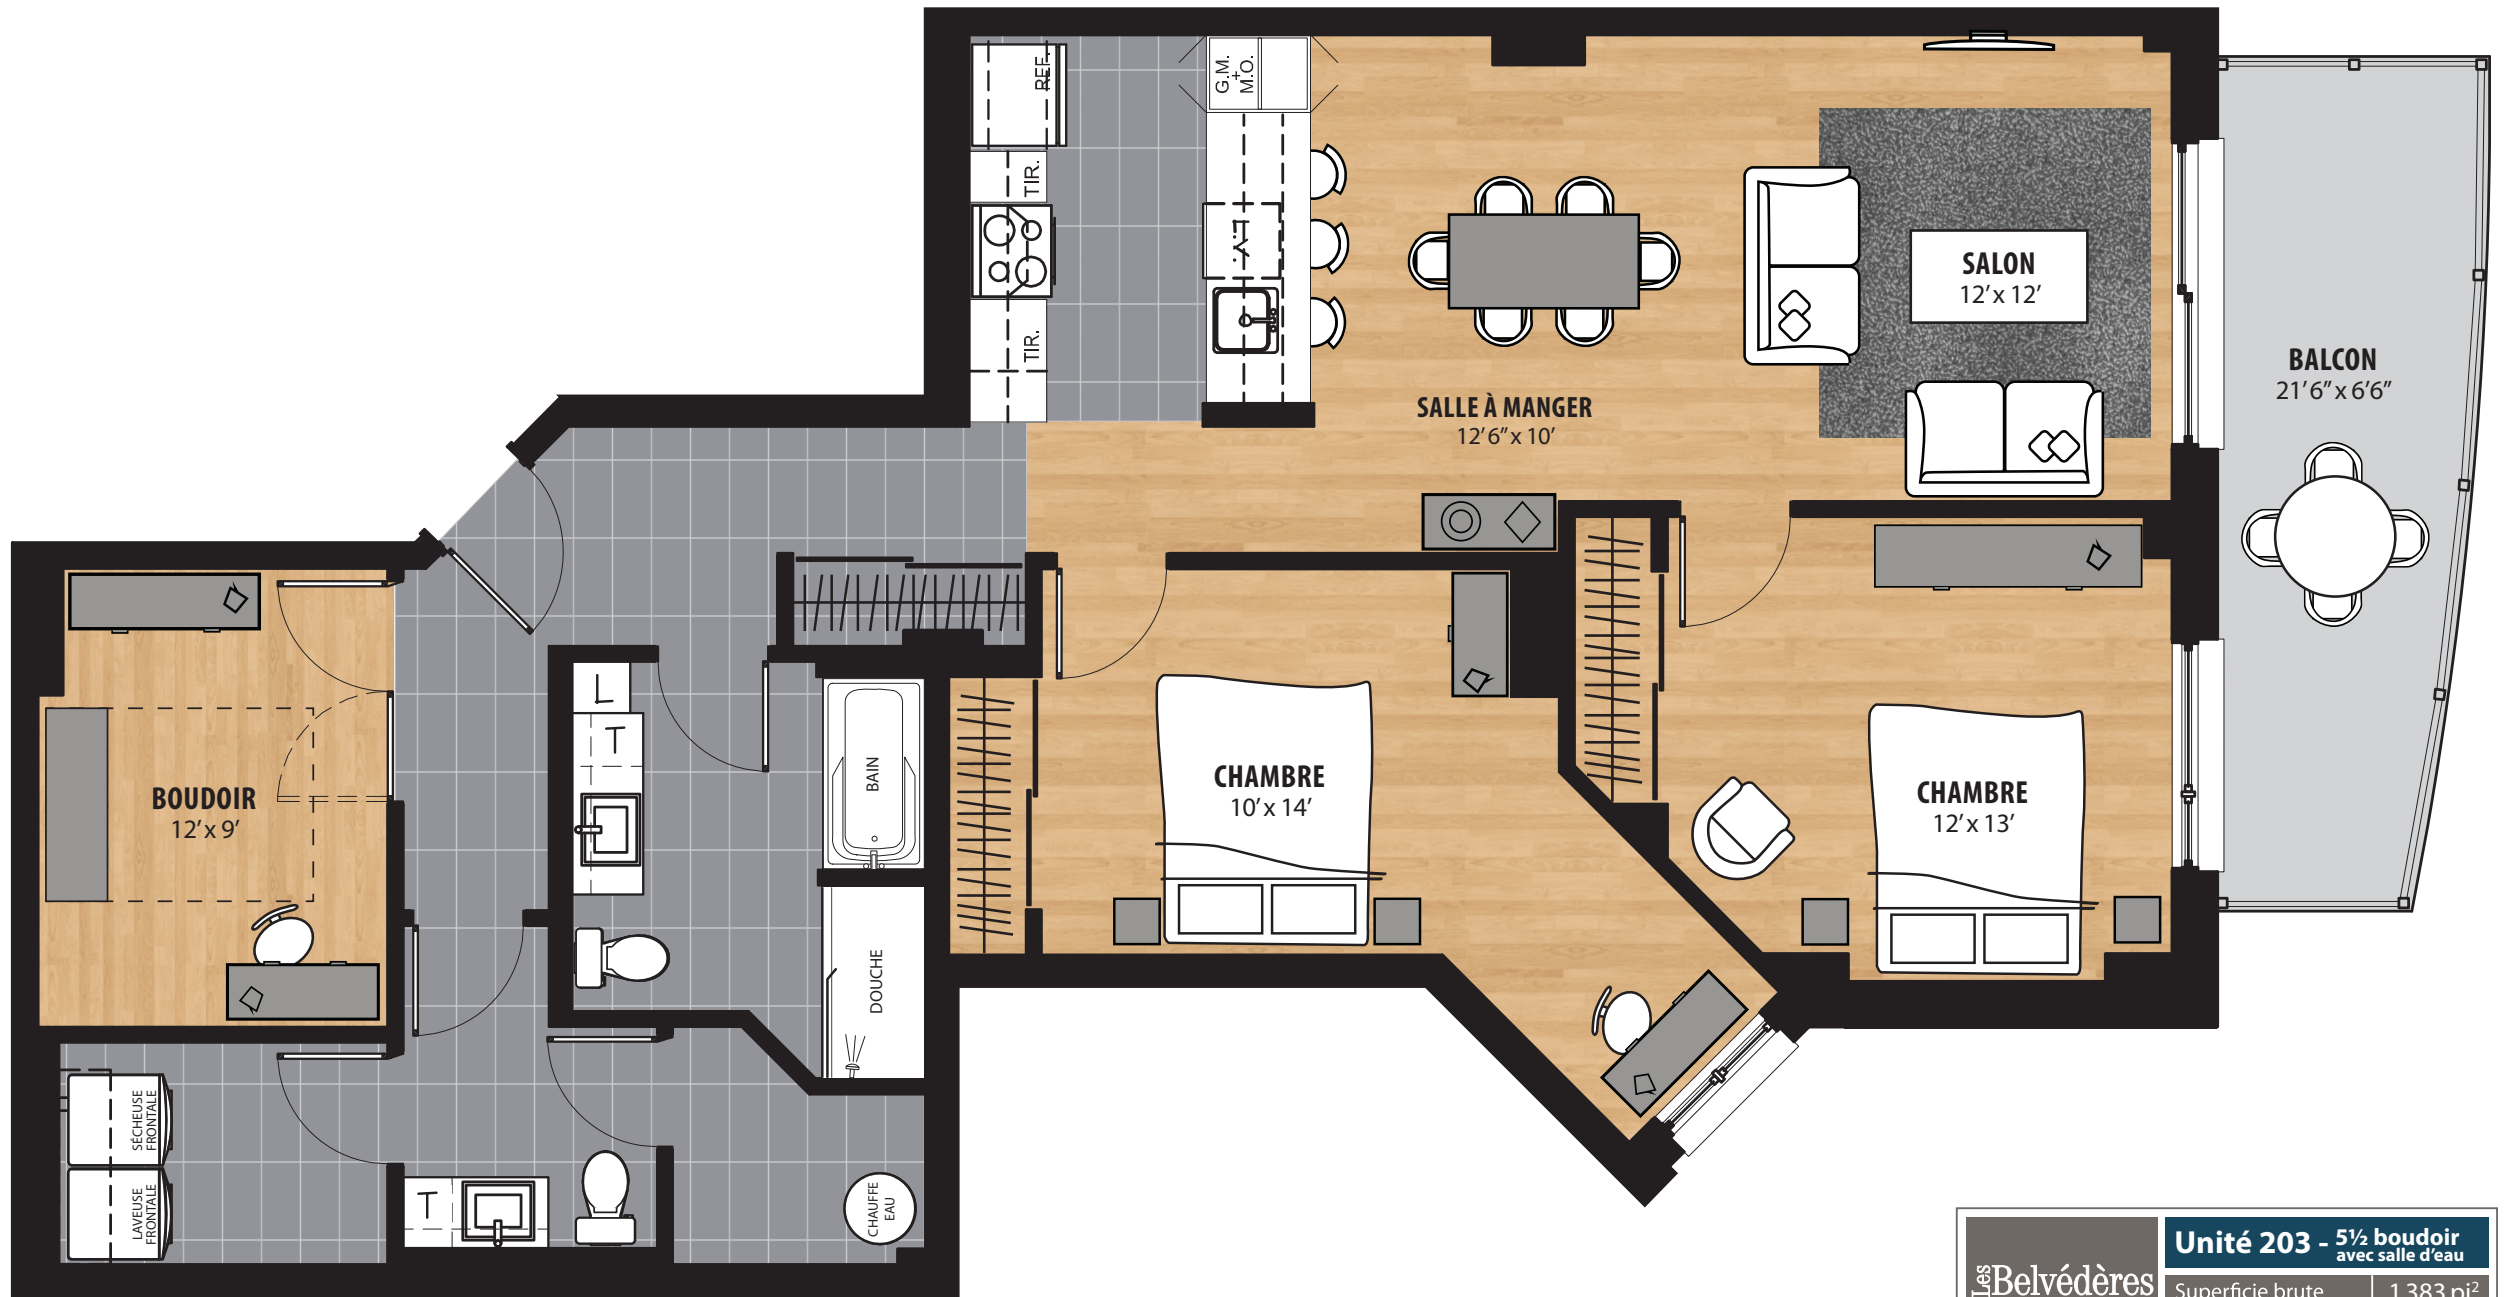 REF.
G.M.
+
M.O.
TIR.
TIR.
L.V.
SALON
12' x 12'
BALCON
21' 6" x 6'6"
SALLE À MANGER
12' 6" x 10'
BOUDOIR
12' x 9'
L
T
BAIN
CHAMBRE
10' x 14'
CHAMBRE
12' x 13'
DOUCHE
SÉCHEUSE
FRONTALE
LAVEUSE
FRONTALE
T
CHAUFFE
EAU
Les Belvédères
Unité 203 - 5½ boudoir
avec salle d'eau
Superficie brute 1 383 pi²